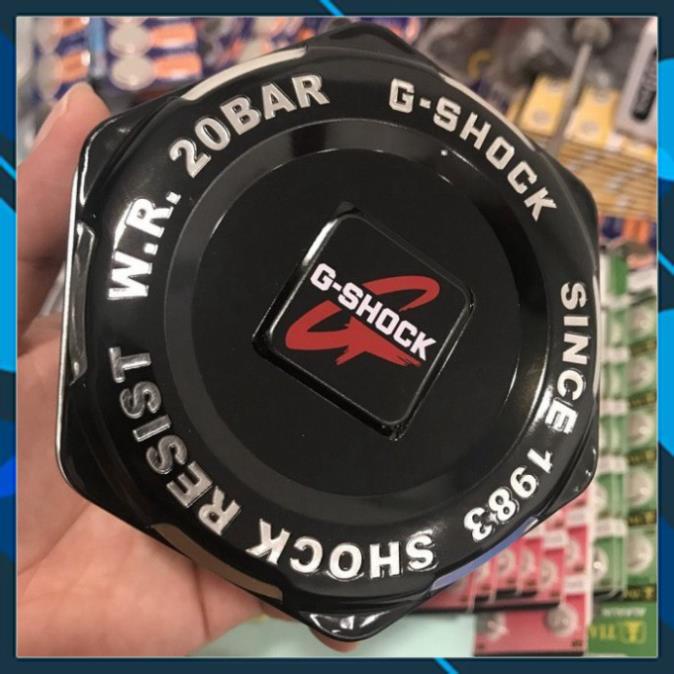 G-SHOCK
SINCE 1983
SHOCK RESIST
W.R. 20BAR
G-SHOCK